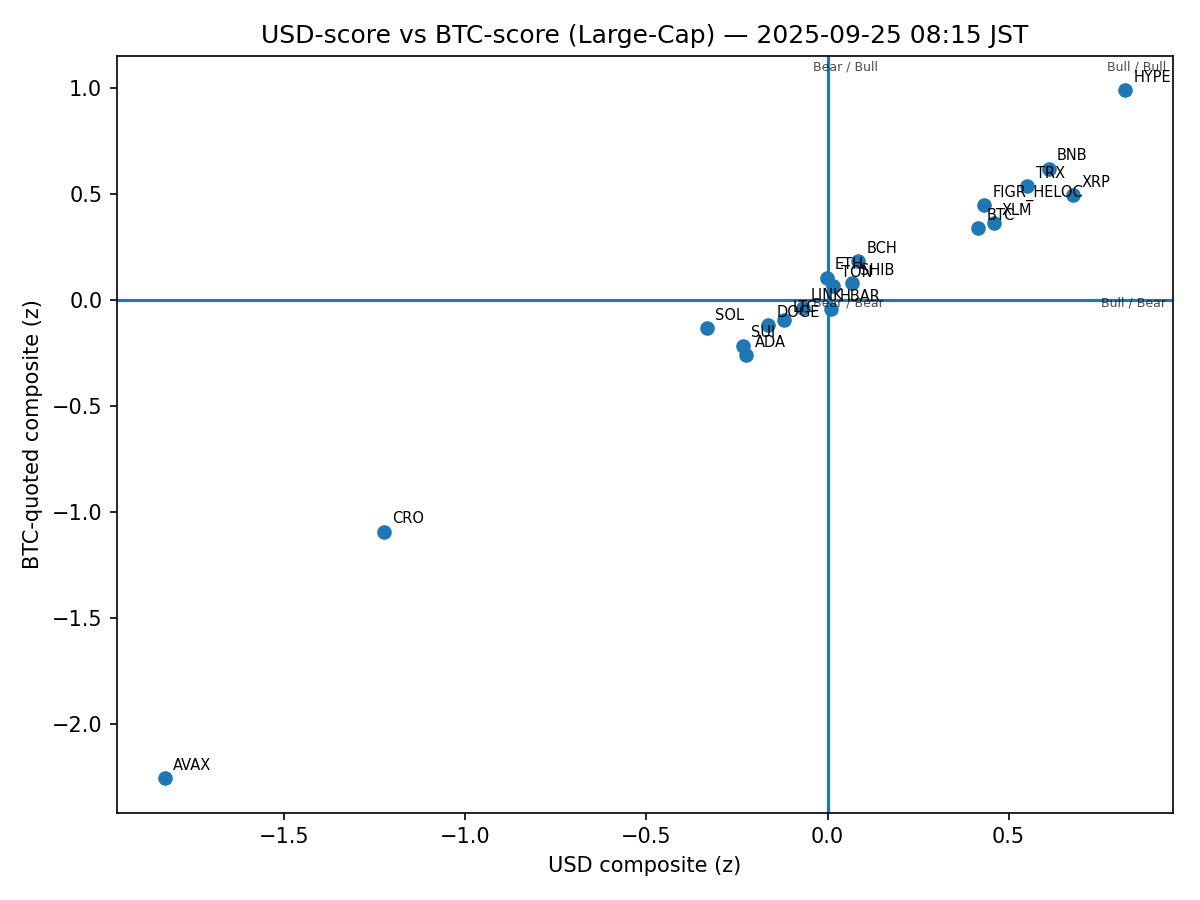 USD-score vs BTC-score (Large-Cap) — 2025-09-25 08:15 JST
Bear / Bull
Bull / Bull
HYPE
BNB
TRX
XRP
FIGR_HELOC
XLM
BTC
BCH
ETH
TON
SHIB
LINK
HBAR
Bear / Bear
Bull / Bear
LTC
DOGE
SOL
SUI
ADA
CRO
AVAX
1.0
0.5
0.0
−0.5
−1.0
−1.5
−2.0
BTC-quoted composite (z)
−1.5
−1.0
−0.5
0.0
0.5
USD composite (z)